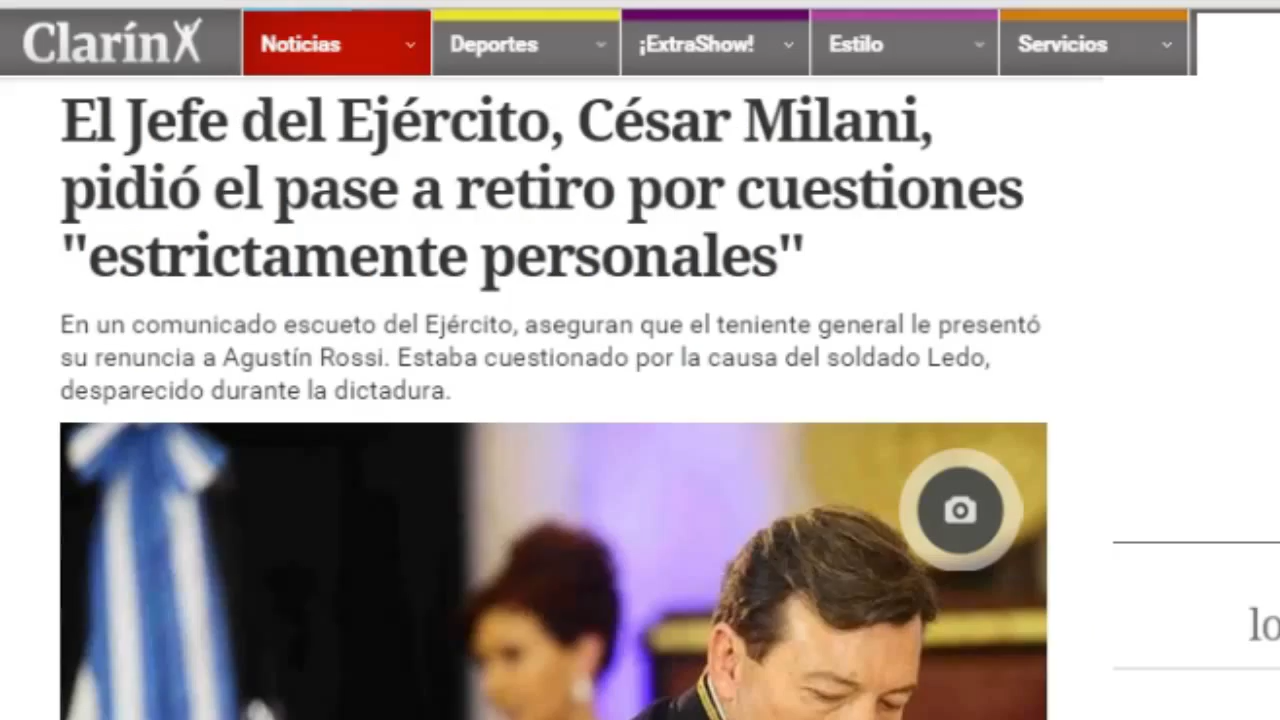 Clarín
Noticias
Deportes
¡ExtraShow!
Estilo
Servicios
El Jefe del Ejército, César Milani,
pidió el pase a retiro por cuestiones
"estrictamente personales"
En un comunicado escueto del Ejército, aseguran que el teniente general le presentó
su renuncia a Agustín Rossi. Estaba cuestionado por la causa del soldado Ledo,
desparecido durante la dictadura.
lo